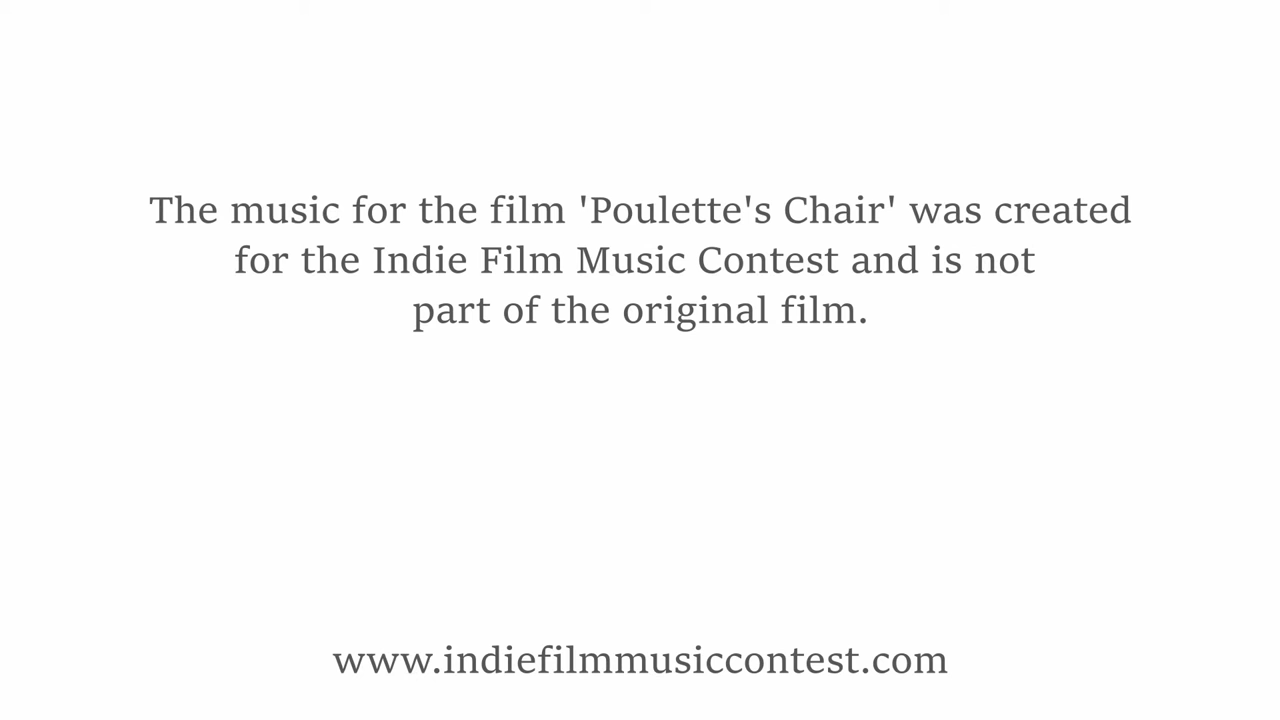 The music for the film 'Poulette's Chair' was created
for the Indie Film Music Contest and is not
part of the original film.
www.indiefilmmusiccontest.com